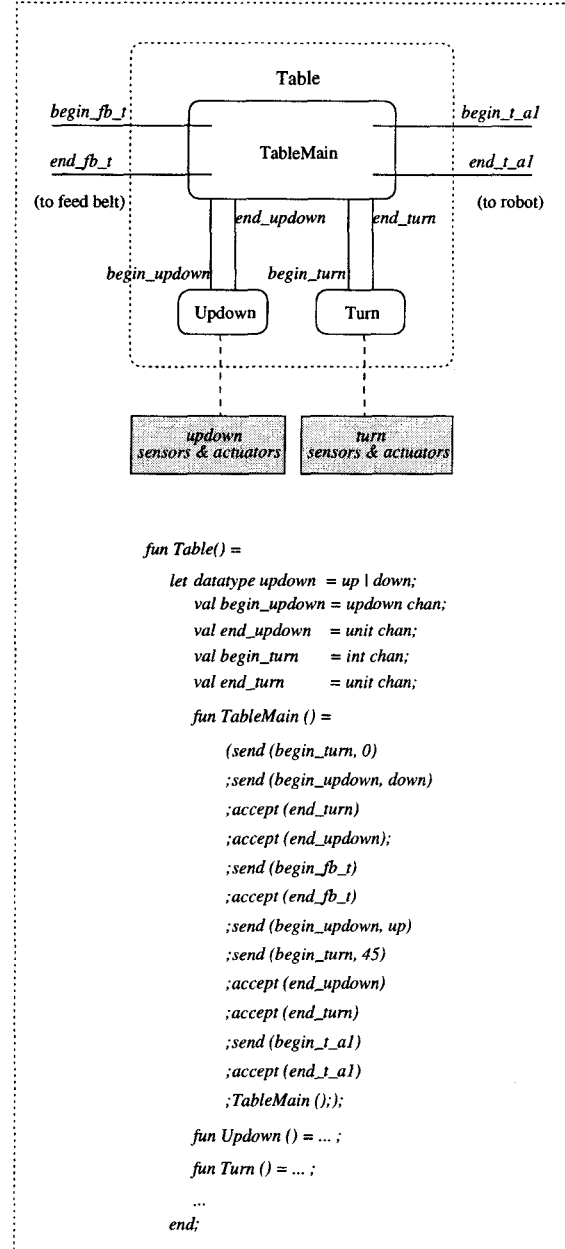 Table
begin_fb_t
begin_t_a1
TableMain
end_fb_t
end_t_a1
(to feed belt)
(to robot)
end_updown
end_turn
begin_updown
begin_turn
Updown
Turn
updown
sensors & actuators
turn
sensors & actuators
fun Table() =
let datatype updown = up | down;
val begin_updown = updown chan;
val end_updown = unit chan;
val begin_turn = int chan;
val end_turn = unit chan;
fun TableMain () =
(send (begin_turn, 0)
;send (begin_updown, down)
;accept (end_turn)
;accept (end_updown);
;send (begin_fb_t)
;accept (end_fb_t)
;send (begin_updown, up)
;send (begin_turn, 45)
;accept (end_updown)
;accept (end_turn)
;send (begin_t_a1)
;accept (end_t_a1)
;TableMain (););
fun Updown () = ... ;
fun Turn () = ... ;
...
end;